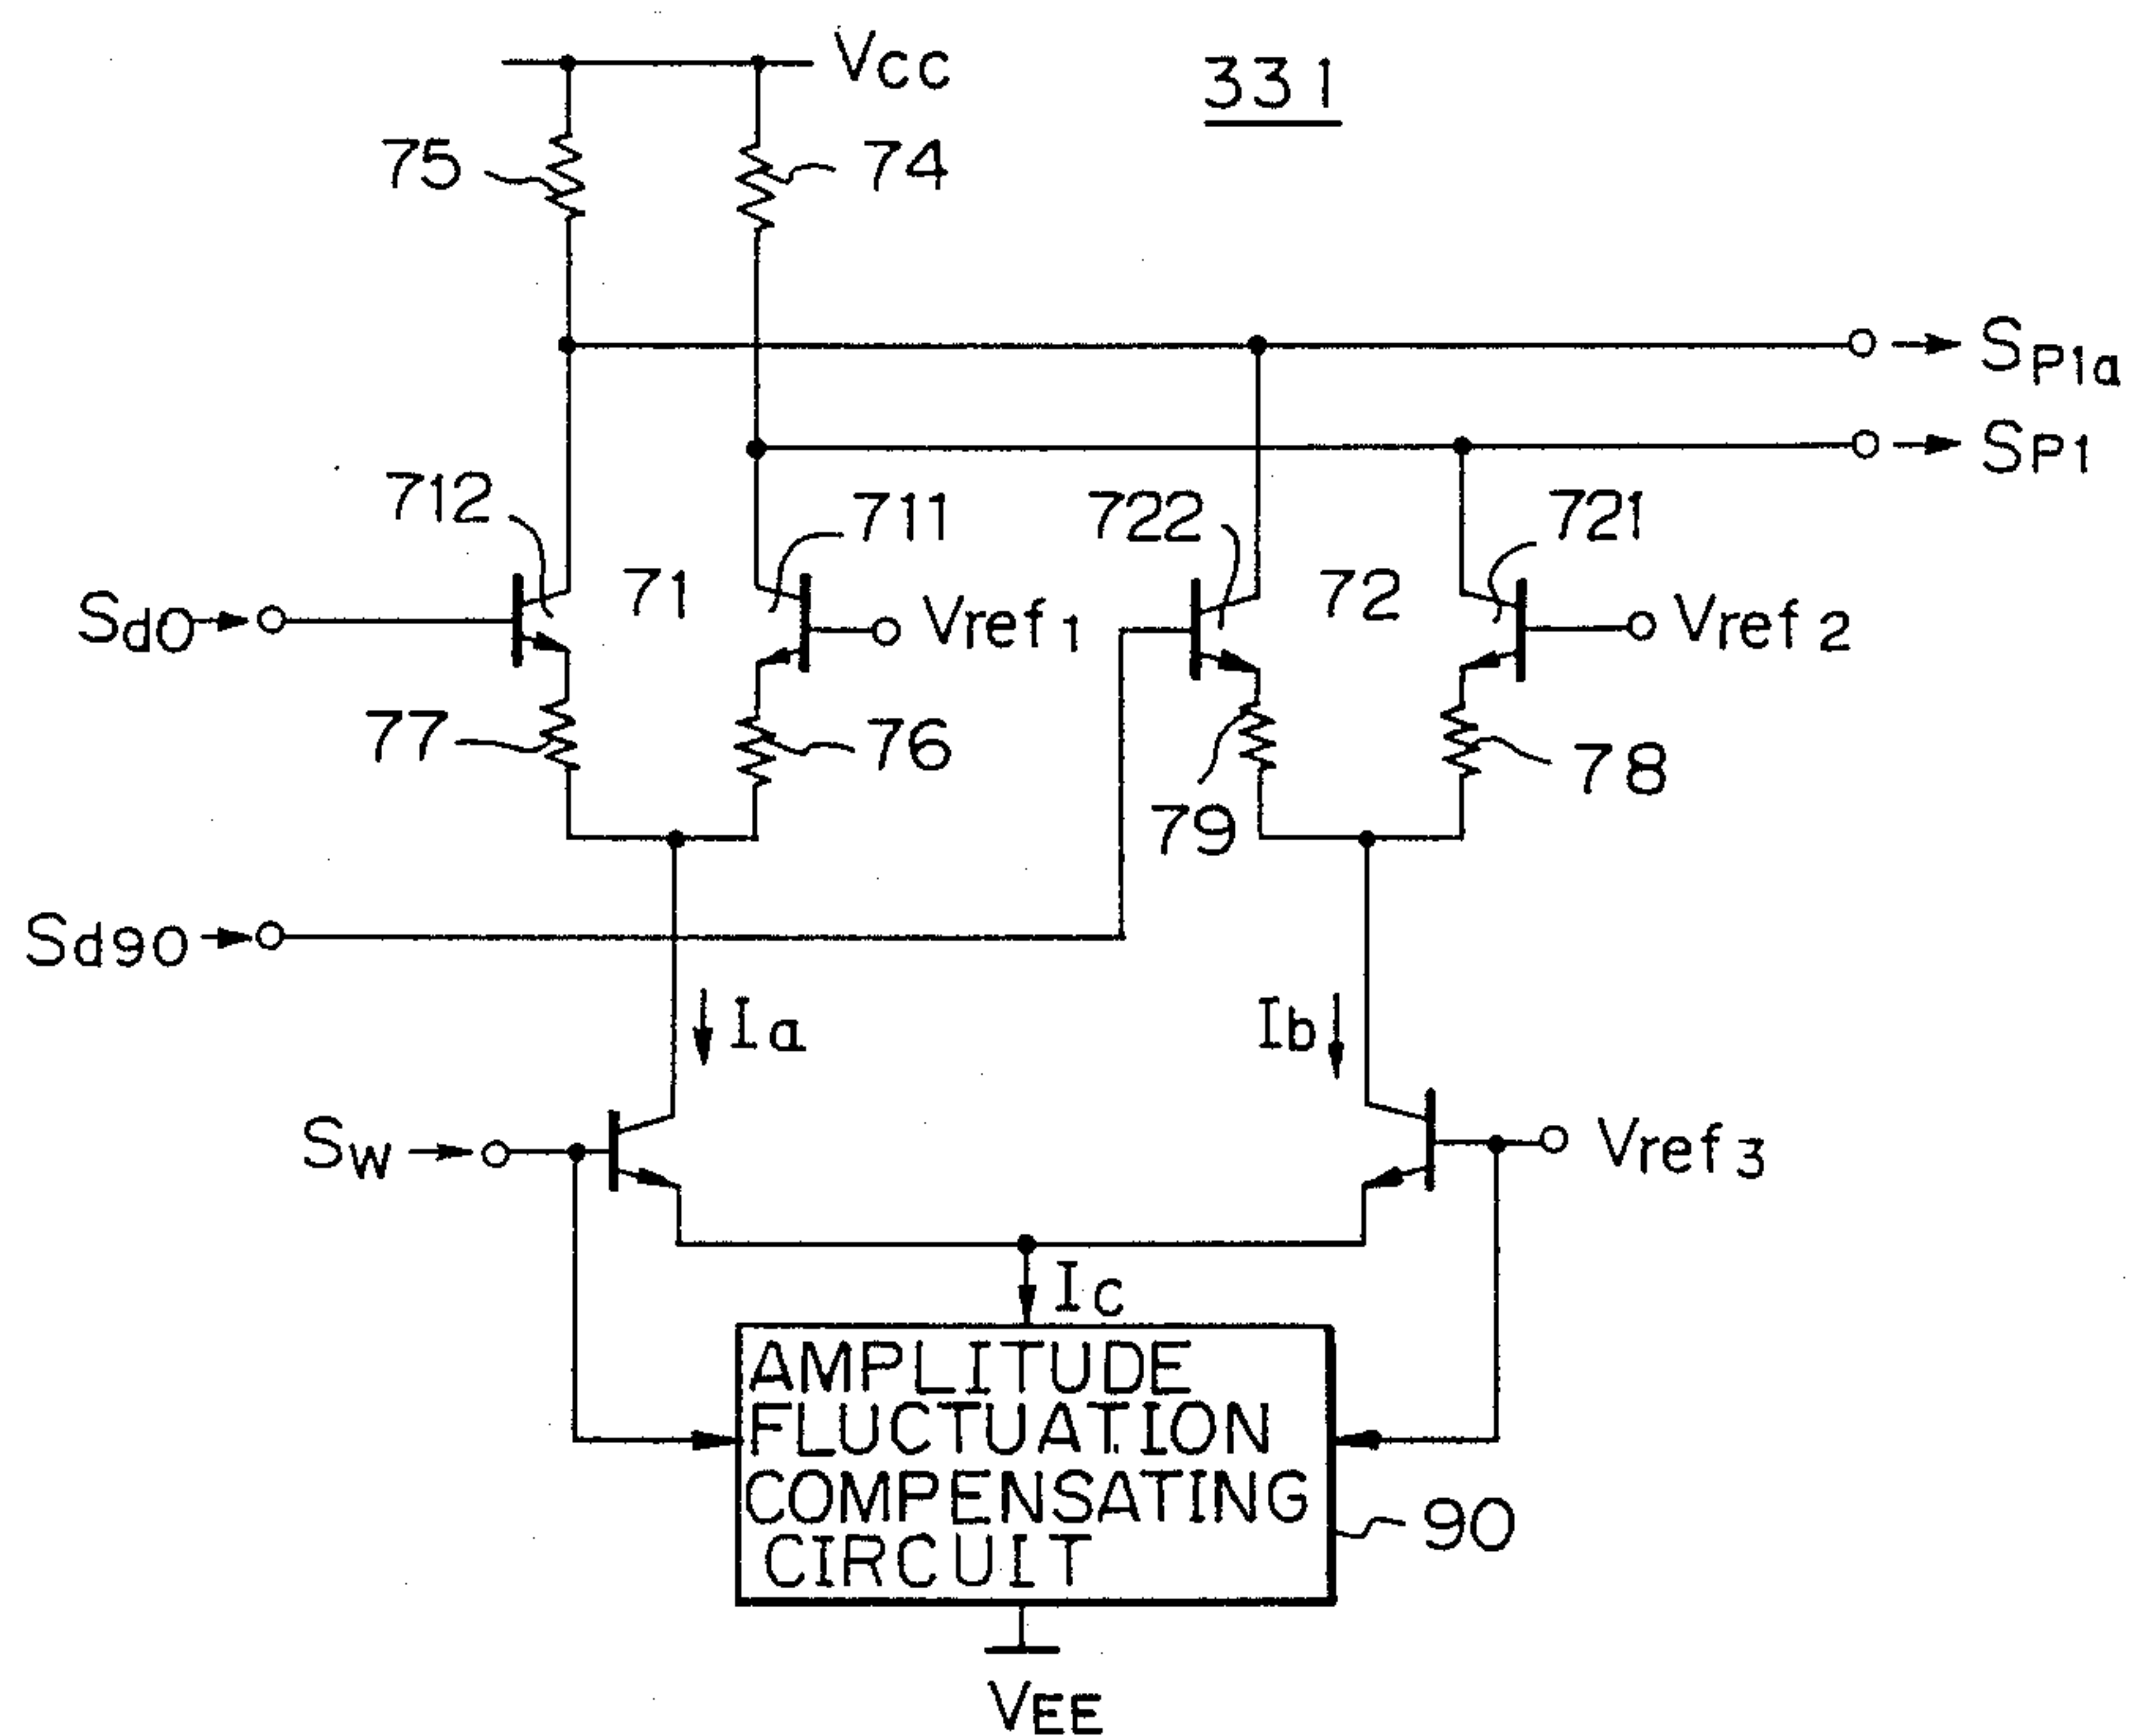 Vcc
331
75
74
SP1a
SP1
712
711
722
721
Sd0
71
Vref1
72
Vref2
77
76
79
78
Sd90
Ia
Ib
Sw
Vref3
Ic
AMPLITUDE
FLUCTUATION
COMPENSATING
CIRCUIT
90
VEE